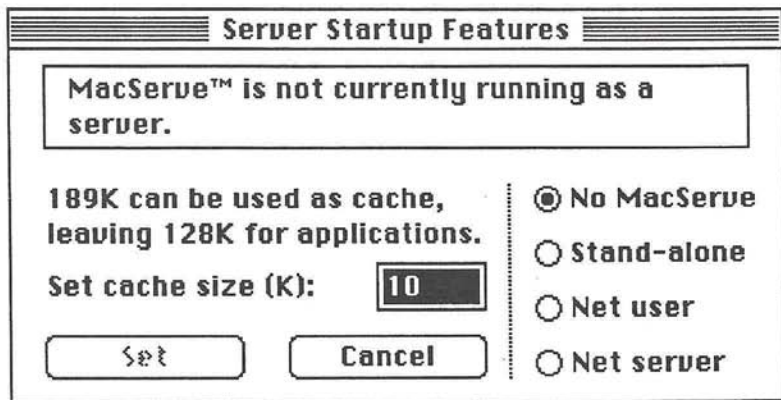 Server Startup Features
MacServe™ is not currently running as a
server.
189K can be used as cache,
leaving 128K for applications.
Set cache size (K): 10
Set
Cancel
No MacServe
Stand-alone
Net user
Net server